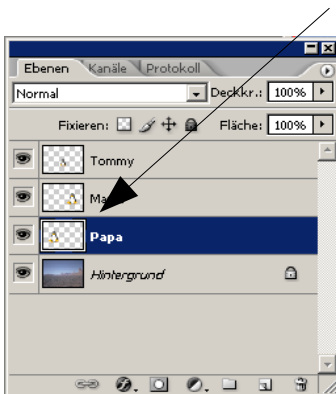 Ebenen Kanäle Protokoll
Normal Deckkr.: 100%
Fixieren: Fläche: 100%
Tommy
Papa
Hintergrund